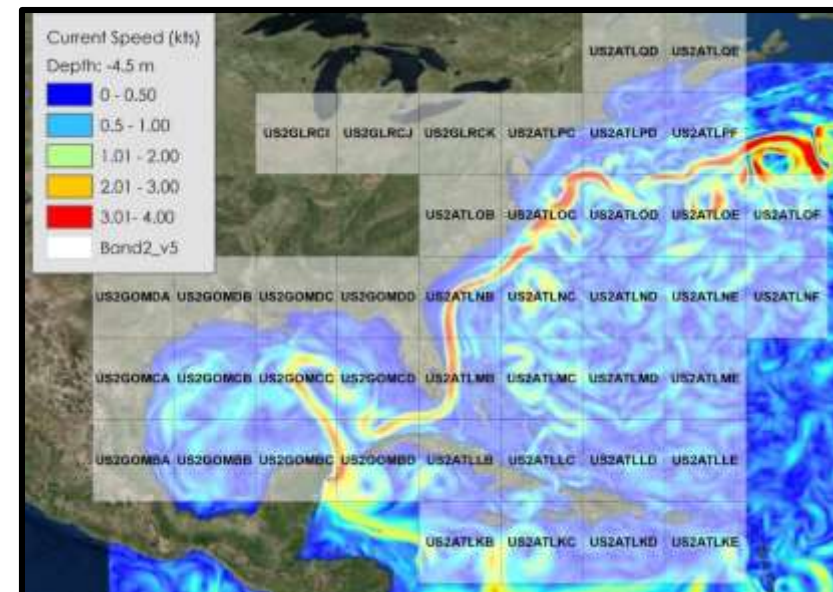 Current Speed (kts)
Depth: -4.5 m
0 - 0.50
0.5 - 1.00
1.01 - 2.00
2.01 - 3.00
3.01- 4.00
Band2_v5
US2ATLQD US2ATLQE
US2GLRCI US2GLRCJ US2GLRCK US2ATLPC US2ATLPD US2ATLPF
US2ATLOB US2ATLOC US2ATLOD US2ATLOE US2ATLOF
US2GOMDA US2GOMDB US2GOMDC US2GOMDD US2ATLNB US2ATLNC US2ATLND US2ATLNE US2ATLNF
US2GOMCA US2GOMCB US2GOMCC US2GOMCD US2ATLMB US2ATLMC US2ATLMD US2ATLME
US2GOMBA US2GOMBB US2GOMBC US2GOMBD US2ATLLB US2ATLLC US2ATLLD US2ATLLE
US2ATLKB US2ATLKC US2ATLKD US2ATLKE